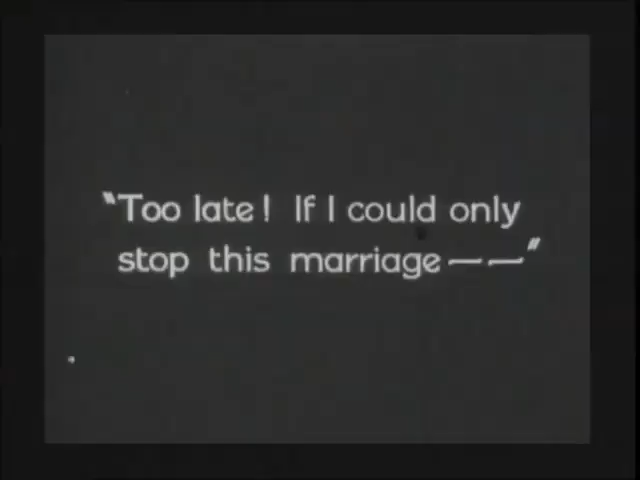 "Too late! If I could only
stop this marriage — —"